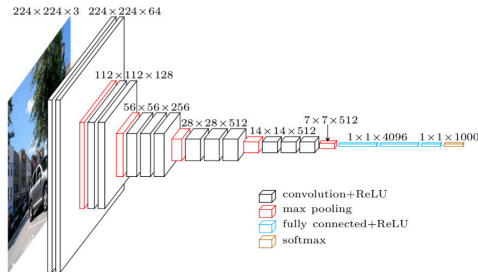 224×224×3
224×224×64
112×112×128
56×56×256
28×28×512
14×14×512
7×7×512
1×1×4096
1×1×1000
convolution+ReLU
max pooling
fully connected+ReLU
softmax